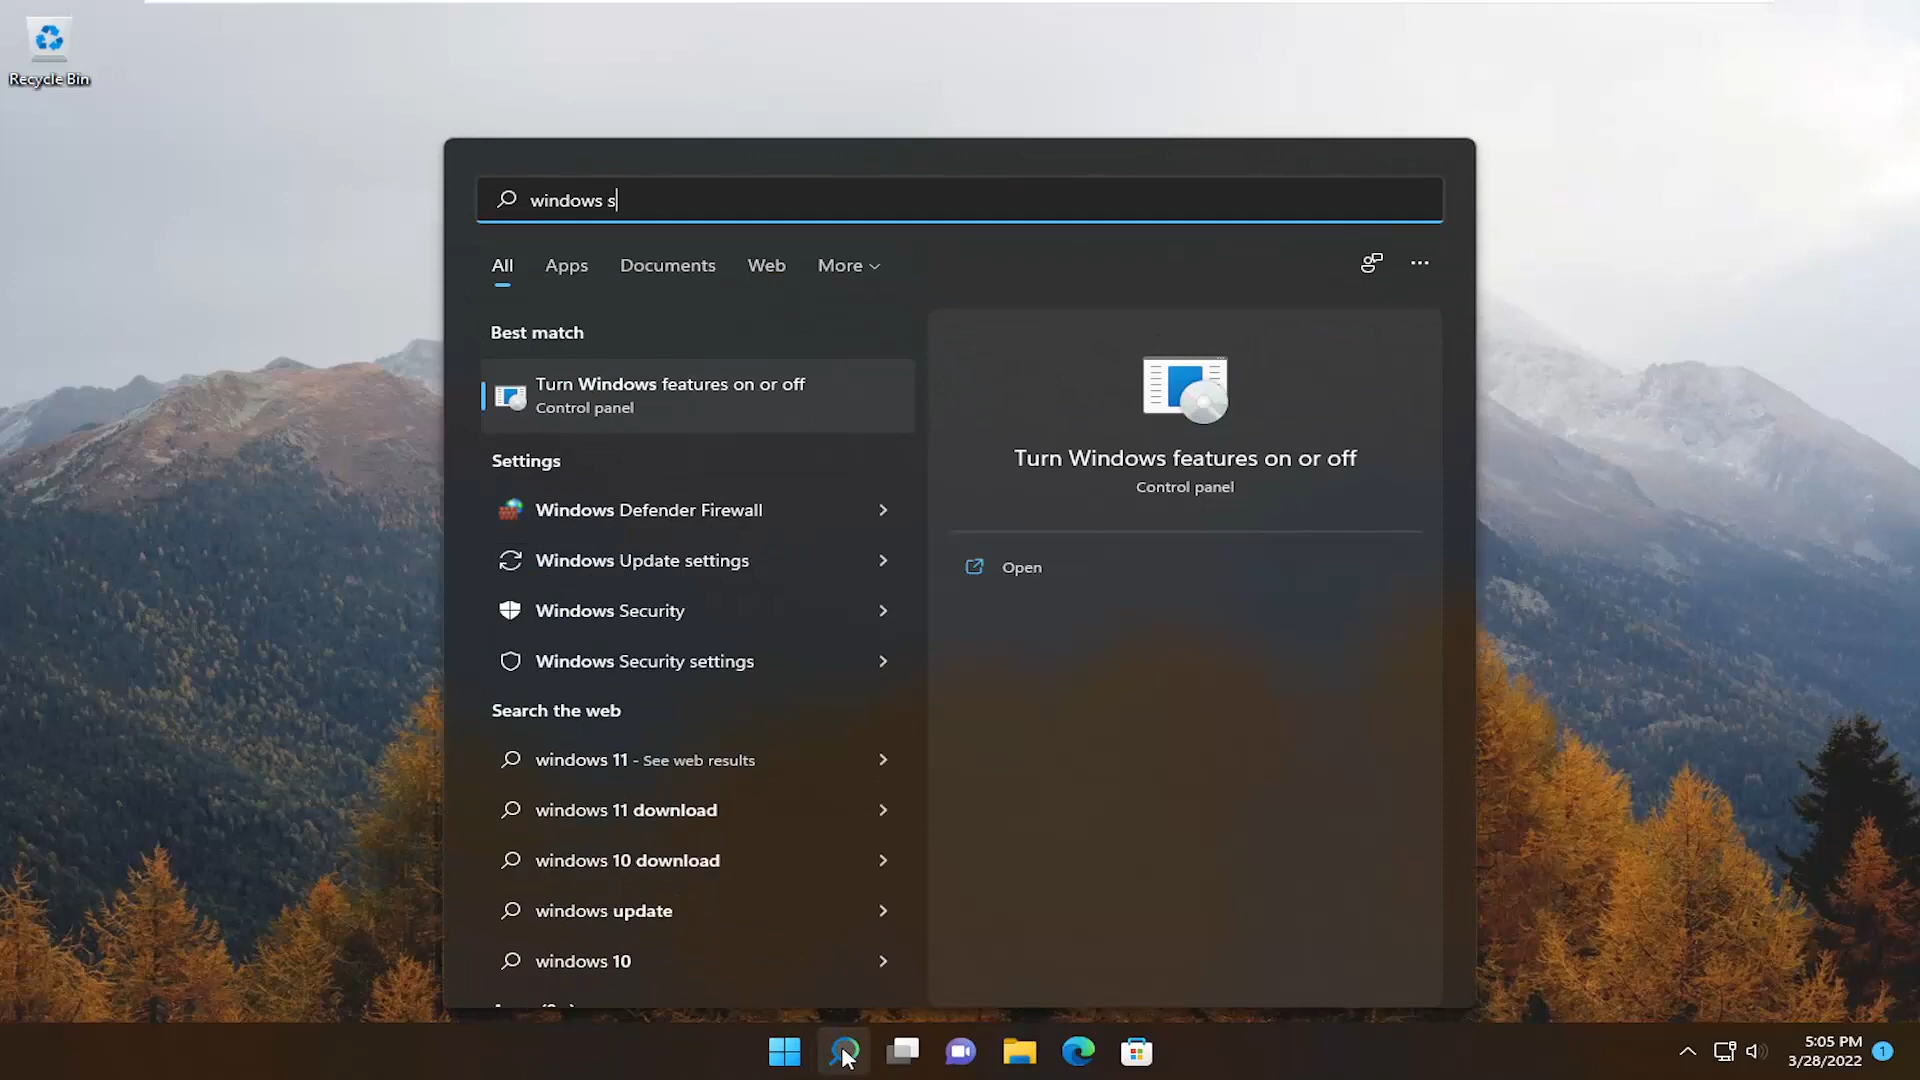 Recycle Bin
windows s
All Apps Documents Web More
Best match
Turn Windows features on or off
Control panel
Settings
Windows Defender Firewall
Windows Update settings
Windows Security
Windows Security settings
Search the web
windows 11 - See web results
windows 11 download
windows 10 download
windows update
windows 10
Turn Windows features on or off
Control panel
Open
5:05 PM
3/28/2022
1